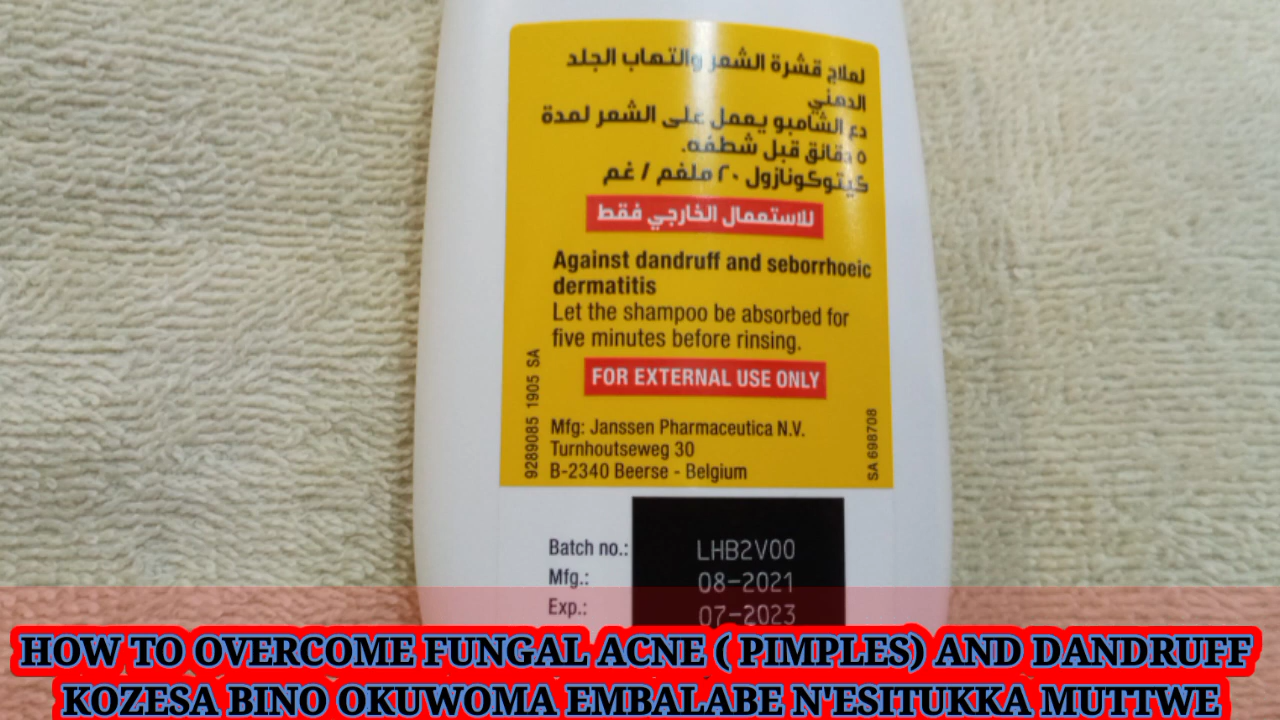 لعلاج قشرة الشعر والتهاب الجلد
الدهني
دع الشامبو يعمل على الشعر لمدة
٥ دقائق قبل شطفه.
كيتوكونازول ٢٠ ملغم / غم
للاستعمال الخارجي فقط
Against dandruff and seborrhoeic
dermatitis
Let the shampoo be absorbed for
five minutes before rinsing.
FOR EXTERNAL USE ONLY
9289085 1905 SA
Mfg: Janssen Pharmaceutica N.V.
Turnhoutseweg 30
B-2340 Beerse - Belgium
SA 698708
Batch no.: LHB2V00
Mfg.: 08-2021
Exp.: 07-2023
HOW TO OVERCOME FUNGAL ACNE ( PIMPLES) AND DANDRUFF
KOZESA BINO OKUWOMA EMBALABE N'ESITUKKA MUTTWE